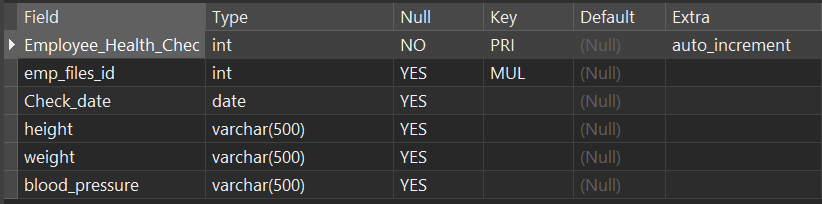 Field Type Null Key Default Extra
Employee_Health_Chec int NO PRI (Null) auto_increment
emp_files_id int YES MUL (Null)
Check_date date YES (Null)
height varchar(500) YES (Null)
weight varchar(500) YES (Null)
blood_pressure varchar(500) YES (Null)